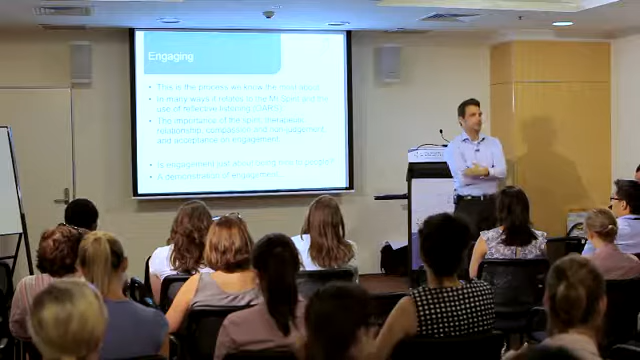 Engaging
• This is the process we know the most about
• In many ways it relates to the MI Spirit and the
use of reflective listening (OARS)
• The importance of the spirit, therapeutic
relationship, compassion and non-judgement
and acceptance on engagement.
• Is engagement just about being nice to people?
• A demonstration of engagement...